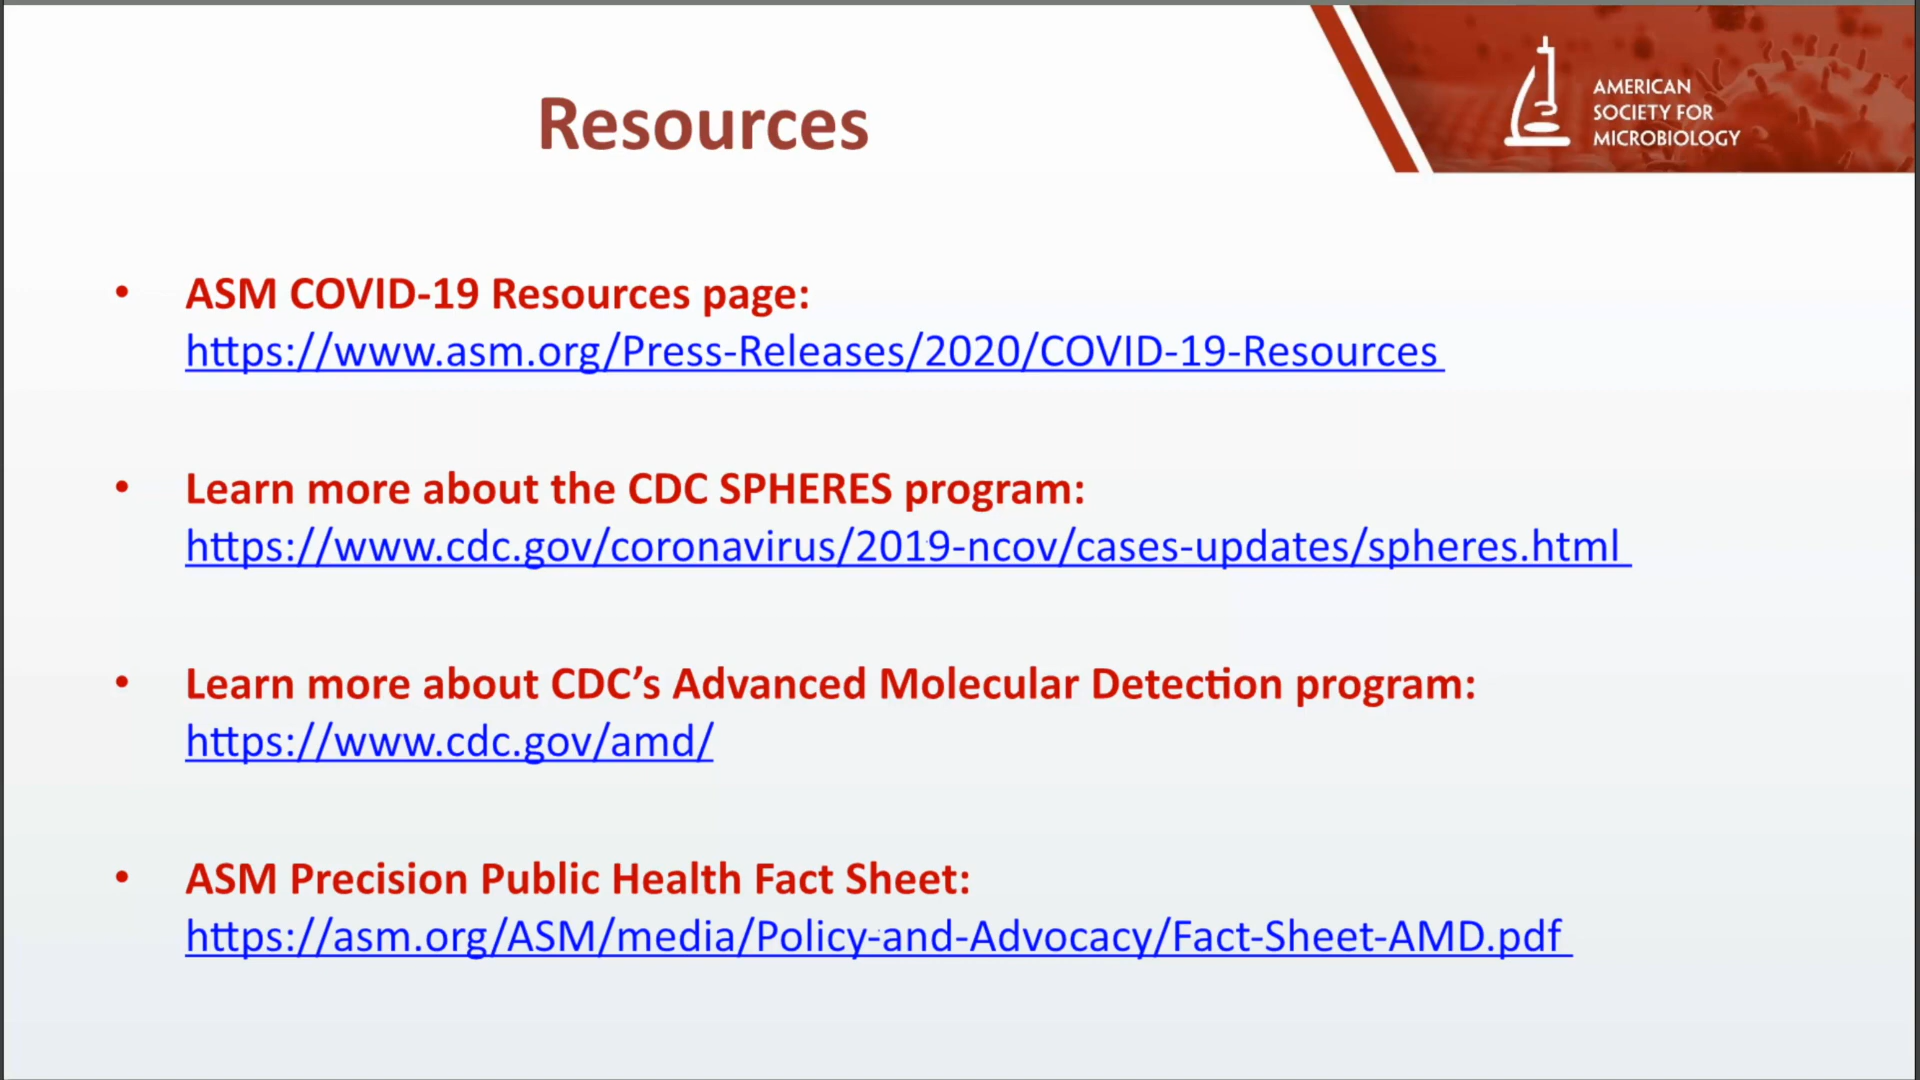 Resources
AMERICAN
SOCIETY FOR
MICROBIOLOGY
• ASM COVID-19 Resources page:
https://www.asm.org/Press-Releases/2020/COVID-19-Resources
• Learn more about the CDC SPHERES program:
https://www.cdc.gov/coronavirus/2019-ncov/cases-updates/spheres.html
• Learn more about CDC’s Advanced Molecular Detection program:
https://www.cdc.gov/amd/
• ASM Precision Public Health Fact Sheet:
https://asm.org/ASM/media/Policy-and-Advocacy/Fact-Sheet-AMD.pdf